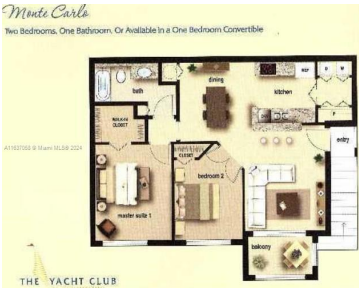 Monte Carlo
Two Bedrooms, One Bathroom, Or Available in a One Bedroom Convertible
dining
REF
bath
kitchen
WALK-IN
CLOSET
entry
CLOSET
bedroom 2
master suite 1
balcony
THE YACHT CLUB